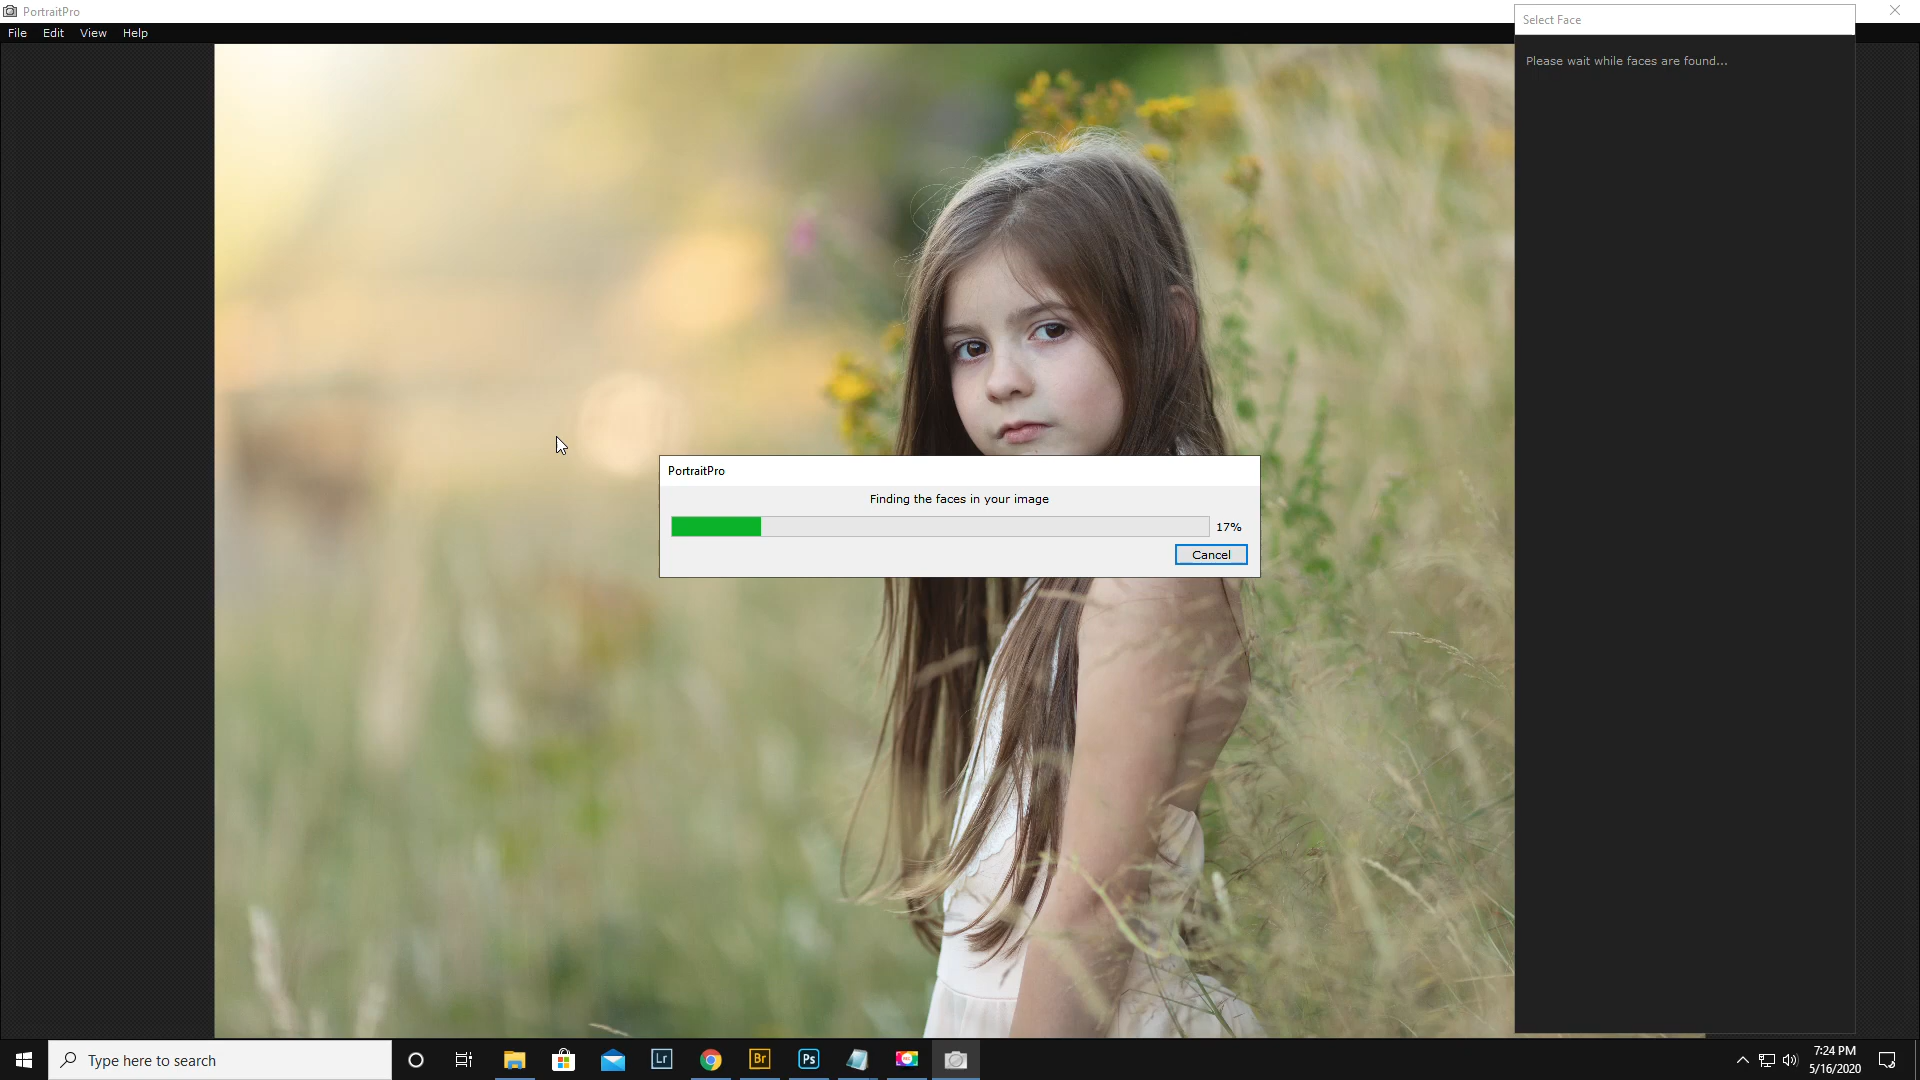 PortraitPro
File Edit View Help
Select Face
Please wait while faces are found...
PortraitPro
Finding the faces in your image
17%
Cancel
Type here to search
Lr
Br
Ps
7:24 PM
5/16/2020